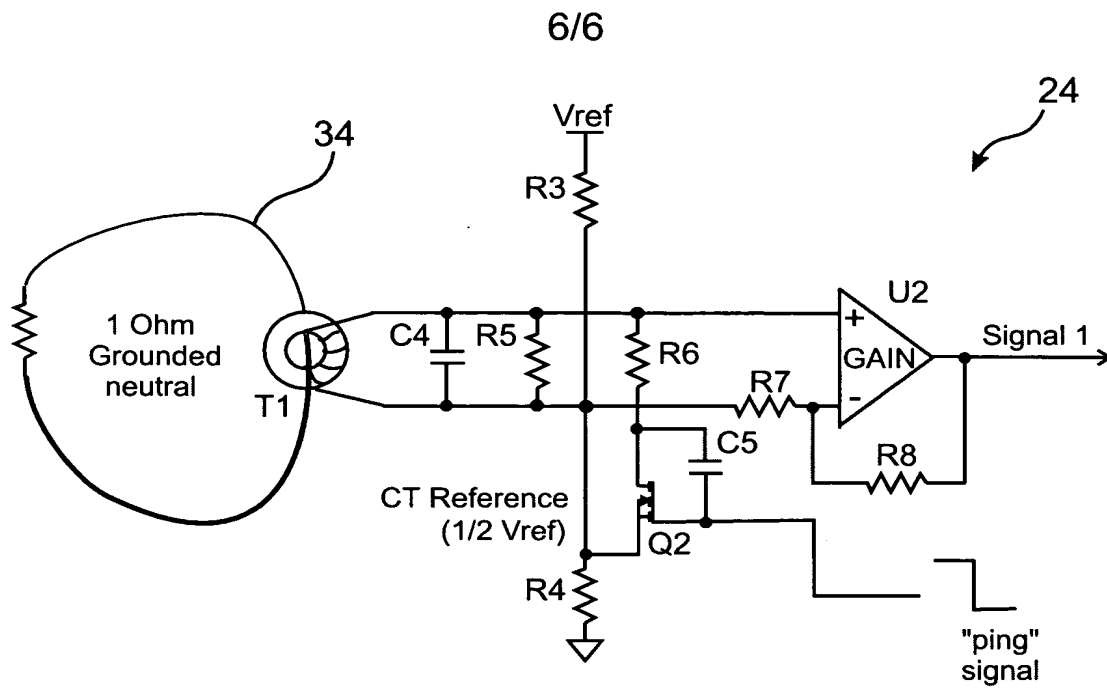 6/6
24
34
Vref
R3
1 Ohm
Grounded
neutral
T1
C4
R5
R6
U2
+
GAIN
-
Signal 1
R7
C5
R8
CT Reference
(1/2 Vref)
Q2
R4
"ping"
signal